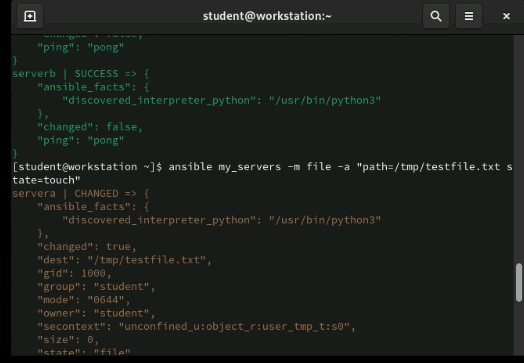 student@workstation:~
"changed": false,
"ping": "pong"
}
serverb | SUCCESS => {
"ansible_facts": {
"discovered_interpreter_python": "/usr/bin/python3"
},
"changed": false,
"ping": "pong"
}
[student@workstation ~]$ ansible my_servers -m file -a "path=/tmp/testfile.txt s
tate=touch"
servera | CHANGED => {
"ansible_facts": {
"discovered_interpreter_python": "/usr/bin/python3"
},
"changed": true,
"dest": "/tmp/testfile.txt",
"gid": 1000,
"group": "student",
"mode": "0644",
"owner": "student",
"secontext": "unconfined_u:object_r:user_tmp_t:s0",
"size": 0,
"state": "file",